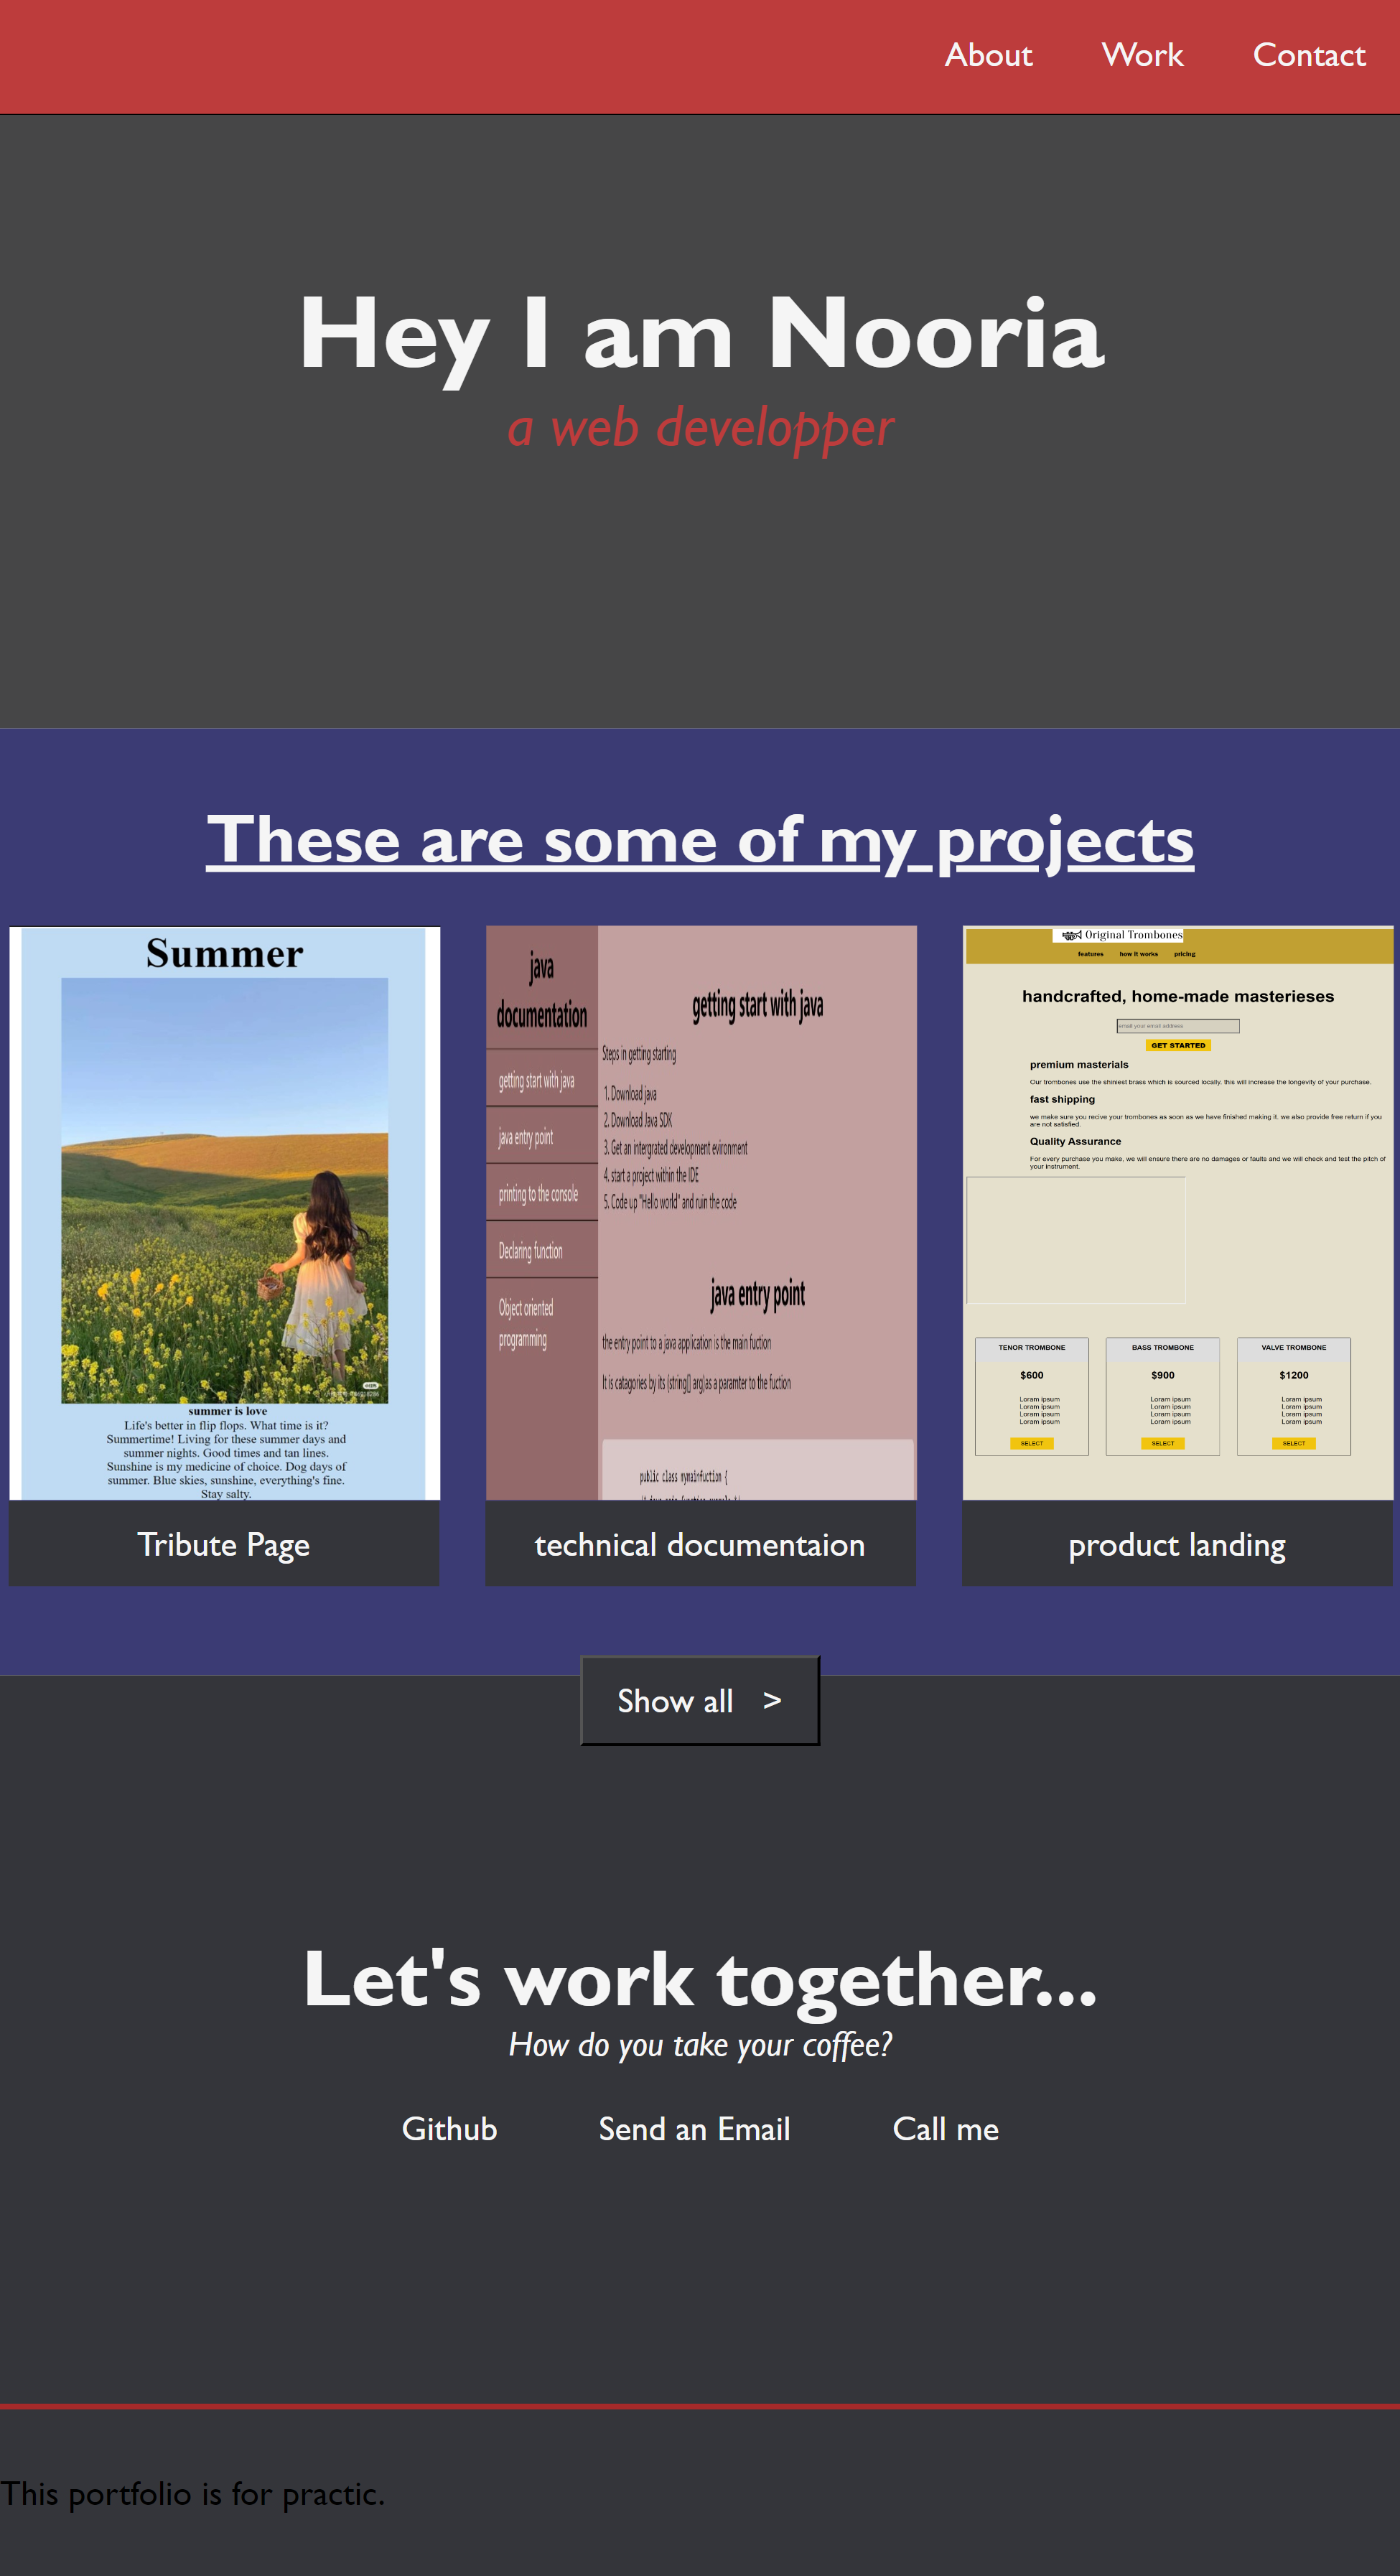 About Work Contact
Hey I am Nooria
a web developper
These are some of my projects
Summer
summer is love
Life's better in flip flops. What time is it?
Summertime! Living for these summer days and
summer nights. Good times and tan lines.
Sunshine is my medicine of choice. Dog days of
summer. Blue skies, sunshine, everything's fine.
Stay salty.
Tribute Page
java
documentation
getting start with java
java entry point
printing to the console
Declaring function
Object oriented
programming
getting start with java
Steps in getting starting
1. Download java
2. Download Java SDK
3. Get an intergrated development evironment
4. start a project within the IDE
5. Code up "Hello world" and ruin the code
java entry point
the entry point to a java application is the main fuction
It is catagories by its (string[] arg)as a paramter to the fuction
public class mymainfuction {
technical documentaion
Original Trombones
features how it works pricing
handcrafted, home-made masterieses
email your email address
GET STARTED
premium masterials
Our trombones use the shiniest brass which is sourced locally. this will increase the longevity of your purchase.
fast shipping
we make sure you recive your trombones as soon as we have finished making it. we also provide free return if you
are not satisfied.
Quality Assurance
For every purchase you make, we will ensure there are no damages or faults and we will check and test the pitch of
your instrument.
TENOR TROMBONE BASS TROMBONE VALVE TROMBONE
$600 $900 $1200
Loram ipsum Loram ipsum Loram ipsum
Loram ipsum Loram ipsum Loram ipsum
Loram ipsum Loram ipsum Loram ipsum
Loram ipsum Loram ipsum Loram ipsum
SELECT SELECT SELECT
product landing
Show all >
Let's work together...
How do you take your coffee?
Github Send an Email Call me
This portfolio is for practic.